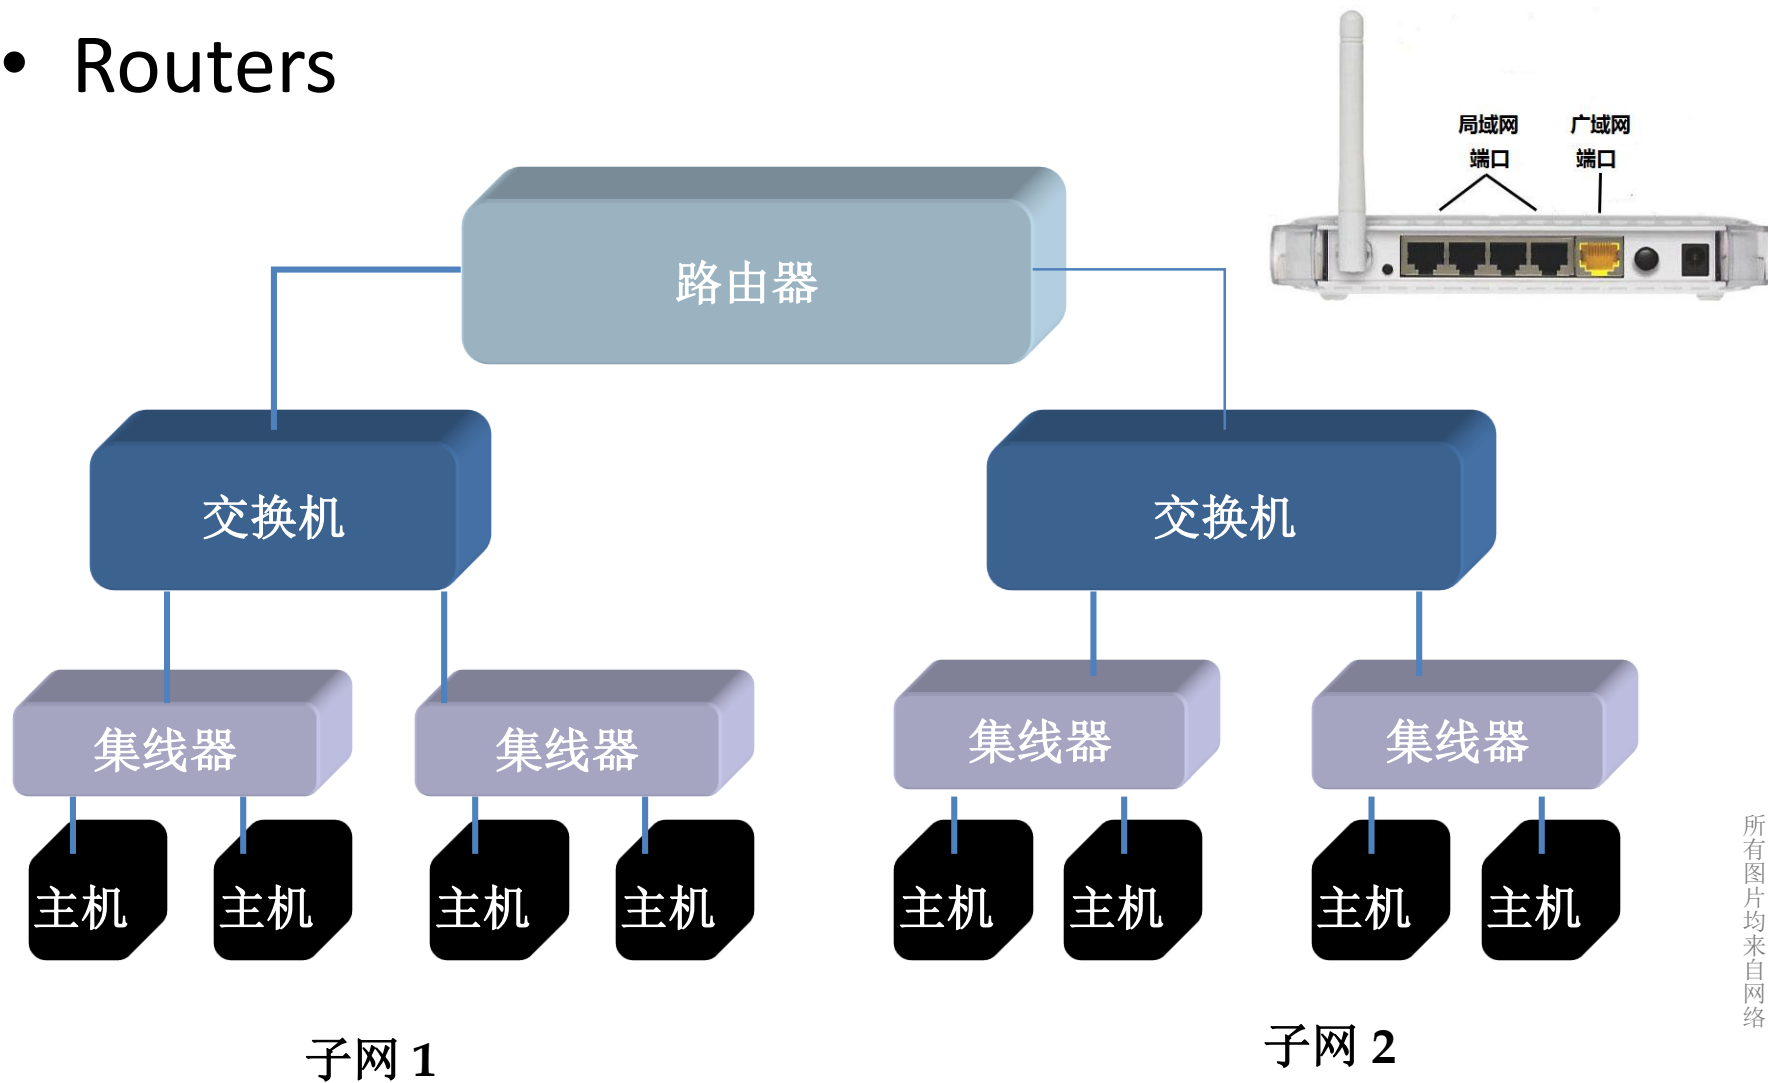 • Routers
局域网
端口
广域网
端口
路由器
交换机
交换机
集线器
集线器
集线器
集线器
主机
主机
主机
主机
主机
主机
主机
主机
子网 1
子网 2
所有图片均来自网络